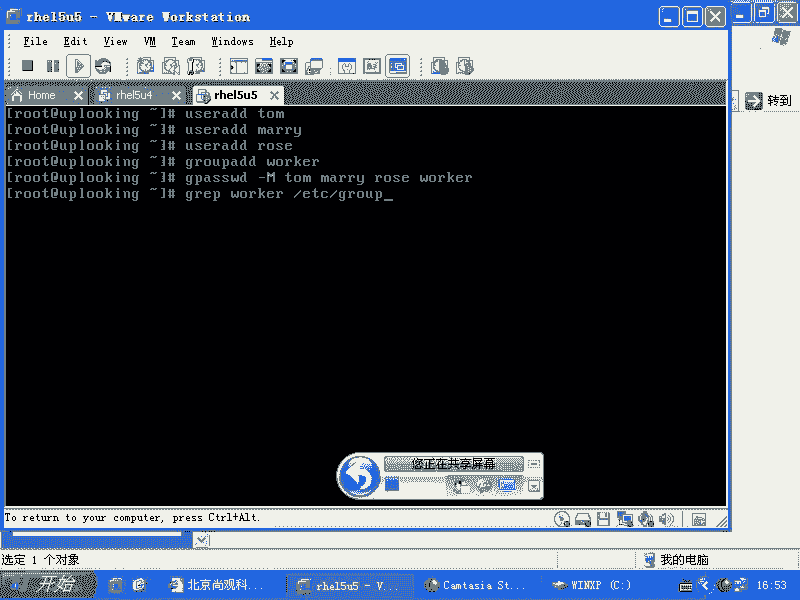 rhel5u5 - VMware Workstation
File Edit View VM Team Windows Help
Home rhel5u4 rhel5u5
转到
[root@uplooking ~]# useradd tom
[root@uplooking ~]# useradd marry
[root@uplooking ~]# useradd rose
[root@uplooking ~]# groupadd worker
[root@uplooking ~]# gpasswd -M tom marry rose worker
[root@uplooking ~]# grep worker /etc/group_
您正在共享屏幕
To return to your computer, press Ctrl+Alt.
选定 1 个对象
我的电脑
开始 北京尚观科... rhel5u5 - V... Camtasia St... WINXP (C:) 16:53